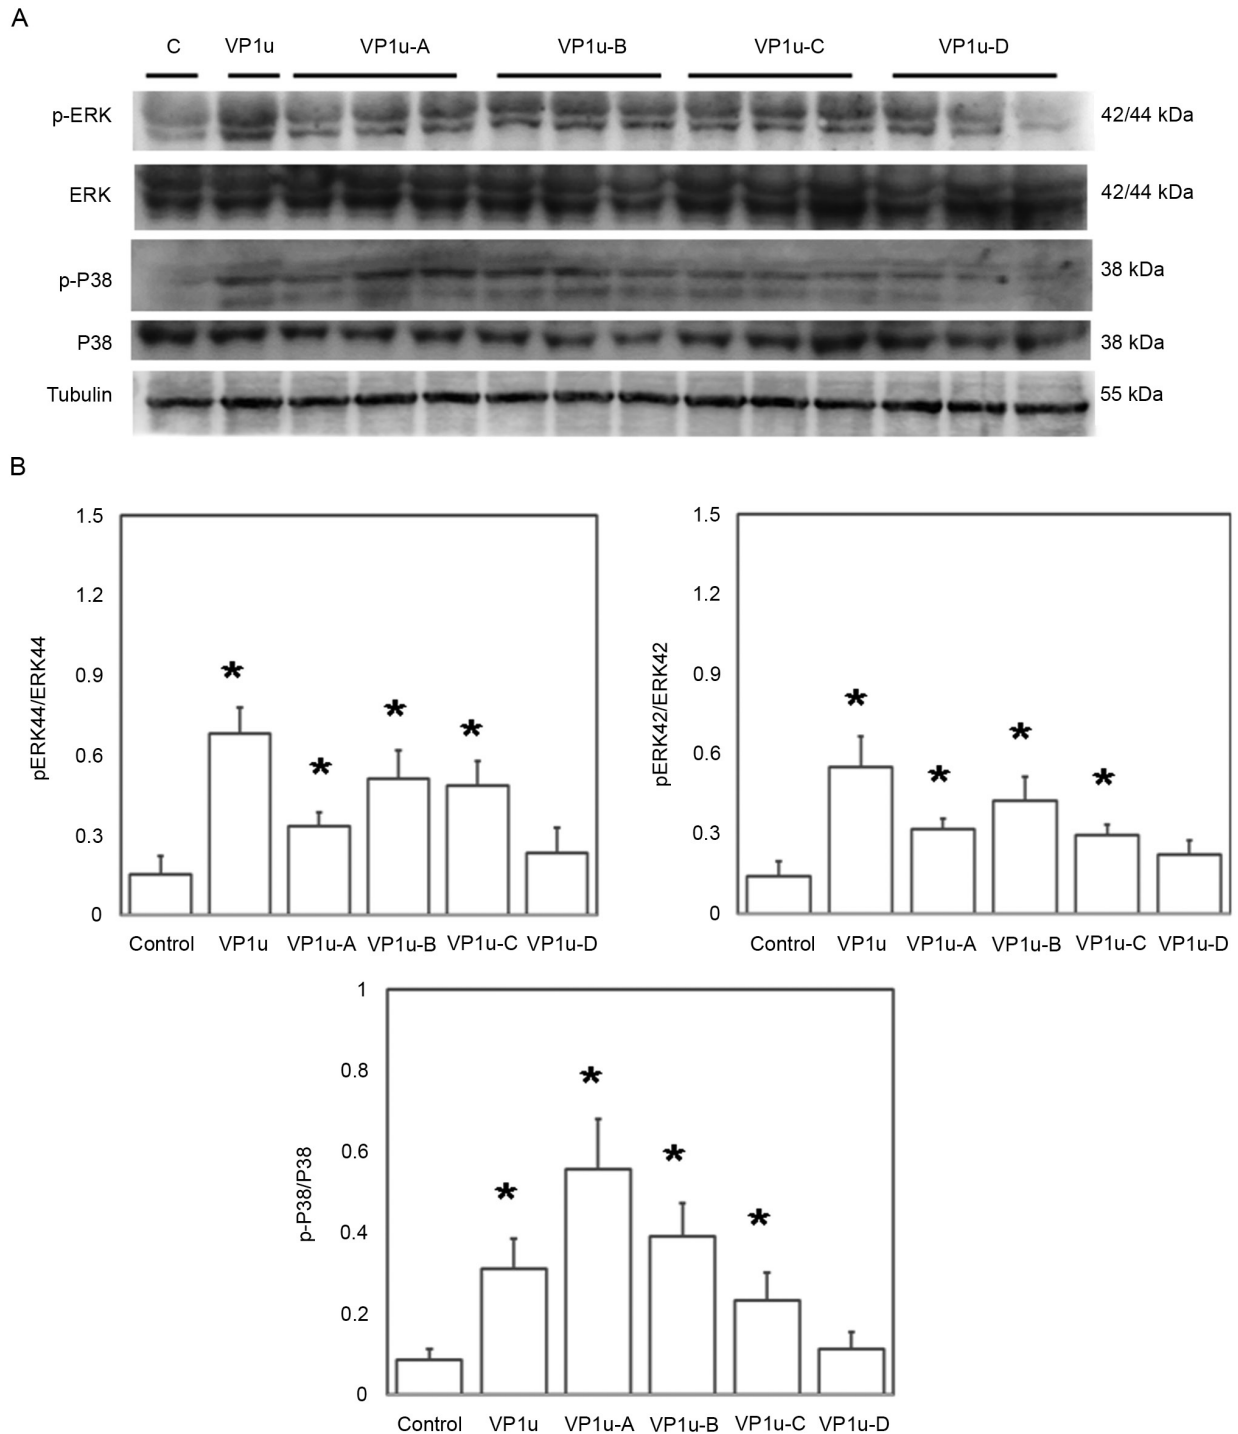 A
C VP1u VP1u-A VP1u-B VP1u-C VP1u-D
p-ERK 42/44 kDa
ERK 42/44 kDa
p-P38 38 kDa
P38 38 kDa
Tubulin 55 kDa
B
pERK44/ERK44
1.5
1.2
0.9
0.6
0.3
0
* * * *
Control VP1u VP1u-A VP1u-B VP1u-C VP1u-D
pERK42/ERK42
1.5
1.2
0.9
0.6
0.3
0
* * * *
Control VP1u VP1u-A VP1u-B VP1u-C VP1u-D
p-P38/P38
1
0.8
0.6
0.4
0.2
0
* * * *
Control VP1u VP1u-A VP1u-B VP1u-C VP1u-D